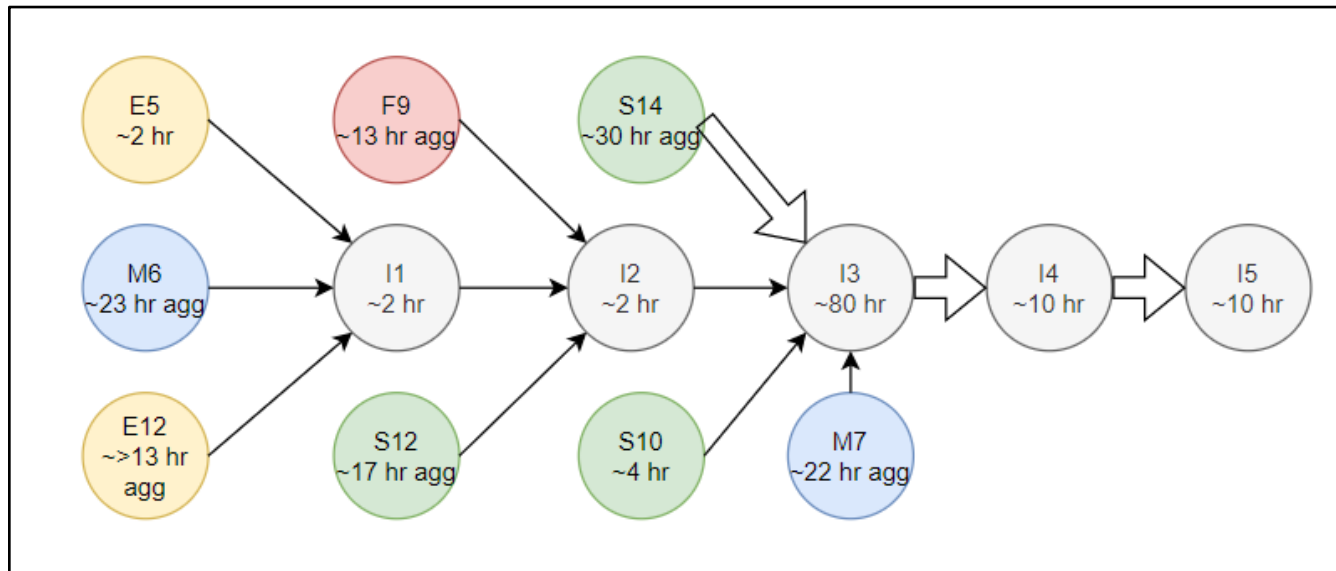 E5
~2 hr
F9
~13 hr agg
S14
~30 hr agg
M6
~23 hr agg
I1
~2 hr
I2
~2 hr
I3
~80 hr
I4
~10 hr
I5
~10 hr
E12
~>13 hr
agg
S12
~17 hr agg
S10
~4 hr
M7
~22 hr agg